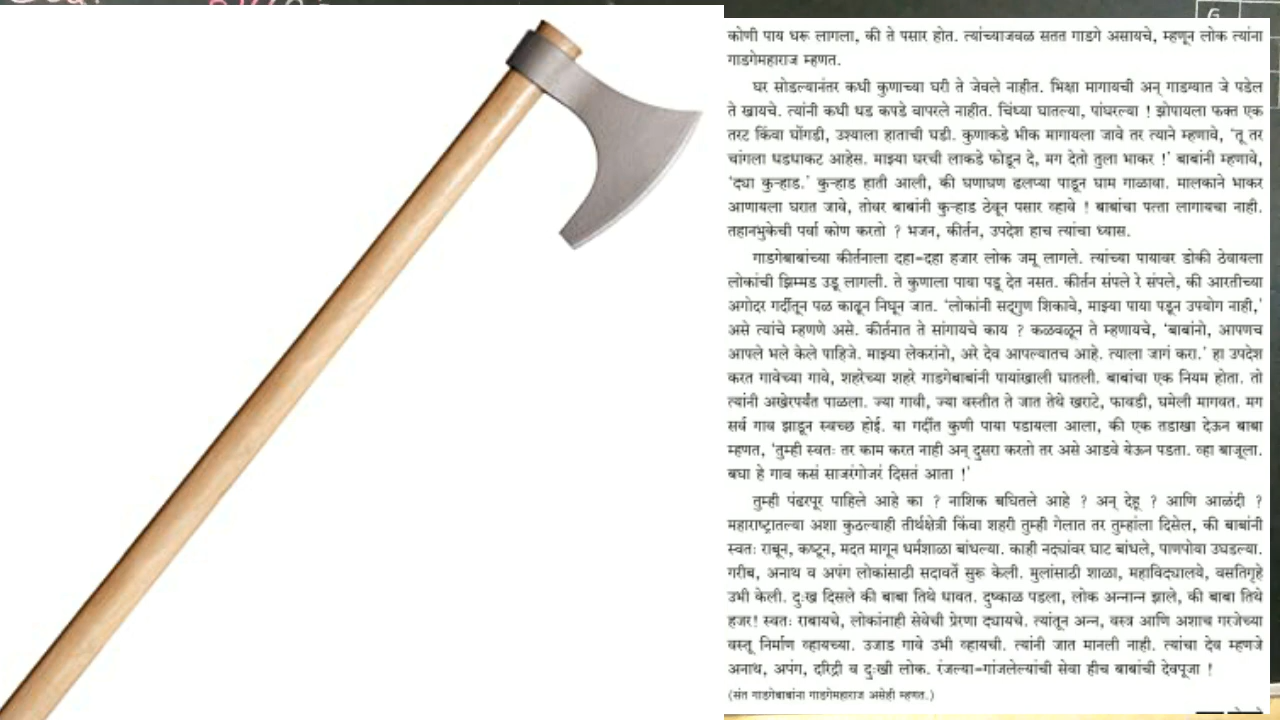 कोणी पाय धरू लागला, की ते पसार होत. त्यांच्याजवळ सतत गाडगे असायचे, म्हणून लोक त्यांना
गाडगेमहाराज म्हणत.
घर सोडल्यानंतर कधी कुणाच्या घरी ते जेवले नाहीत. भिक्षा मागायची अन् गाडग्यात जे पडेल
ते खायचे. त्यांनी कधी धड कपडे वापरले नाहीत. चिंध्या घातल्या, पांघरल्या ! झोपायला फक्त एक
तरट किंवा घोंगडी, उश्याला हाताची घडी. कुणाकडे भीक मागायला जावे तर त्याने म्हणावे, ‘तू तर
चांगला धडधाकट आहेस. माझ्या घरची लाकडे फोडून दे, मग देतो तुला भाकर !’ बाबांनी म्हणावे,
‘द्या कुऱ्हाड.’ कुऱ्हाड हाती आली, की घणाघण ढलप्या पाडून घाम गाळावा. मालकाने भाकर
आणायला घरात जावे, तोवर बाबांनी कुऱ्हाड ठेवून पसार व्हावे ! बाबांचा पत्ता लागायचा नाही.
तहानभुकेची पर्वा कोण करतो ? भजन, कीर्तन, उपदेश हाच त्यांचा ध्यास.
गाडगेबाबांच्या कीर्तनाला दहा-दहा हजार लोक जमू लागले. त्यांच्या पायावर डोकी ठेवायला
लोकांची झिम्मड उडू लागली. ते कुणाला पाया पडू देत नसत. कीर्तन संपले रे संपले, की आरतीच्या
अगोदर गर्दीतून पळ काढून निघून जात. ‘लोकांनी सद्गुण शिकावे, माझ्या पाया पडून उपयोग नाही,’
असे त्यांचे म्हणणे असे. कीर्तनात ते सांगायचे काय ? कळवळून ते म्हणायचे, ‘बाबांनो, आपणच
आपले भले केले पाहिजे. माझ्या लेकरांनो, अरे देव आपल्यातच आहे. त्याला जागं करा.’ हा उपदेश
करत गावेच्या गावे, शहरेच्या शहरे गाडगेबाबांनी पायांखाली घातली. बाबांचा एक नियम होता. तो
त्यांनी अखेरपर्यंत पाळला. ज्या गावी, ज्या वस्तीत ते जात तेथे खराटे, फावडी, घमेली मागवत. मग
सर्व गाव झाडून स्वच्छ होई. या गर्दीत कुणी पाया पडायला आला, की एक तडाखा देऊन बाबा
म्हणत, ‘तुम्ही स्वतः तर काम करत नाही अन् दुसरा करतो तर असे आडवे येऊन पडता. व्हा बाजूला.
बघा हे गाव कसं साजरंगोजरं दिसतं आता !’
तुम्ही पंढरपूर पाहिले आहे का ? नाशिक बघितले आहे ? अन् देहू ? आणि आळंदी ?
महाराष्ट्रातल्या अशा कुठल्याही तीर्थक्षेत्री किंवा शहरी तुम्ही गेलात तर तुम्हांला दिसेल, की बाबांनी
स्वतः राबून, कष्टून, मदत मागून धर्मशाळा बांधल्या. काही नद्यांवर घाट बांधले, पाणपोया उघडल्या.
गरीब, अनाथ व अपंग लोकांसाठी सदावर्ते सुरू केली. मुलांसाठी शाळा, महाविद्यालये, वसतिगृहे
उभी केली. दुःख दिसले की बाबा तिथे धावत. दुष्काळ पडला, लोक अन्नान्न झाले, की बाबा तिथे
हजर! स्वतः राबायचे, लोकांनाही सेवेची प्रेरणा द्यायचे. त्यांतून अन्न, वस्त्र आणि अशाच गरजेच्या
वस्तू निर्माण व्हायच्या. उजाड गावे उभी व्हायची. त्यांनी जात मानली नाही. त्यांचा देव म्हणजे
अनाथ, अपंग, दरिद्री व दुःखी लोक. रंजल्या-गांजलेल्यांची सेवा हीच बाबांची देवपूजा !
(संत गाडगेबाबांना गाडगेमहाराज असेही म्हणत.)